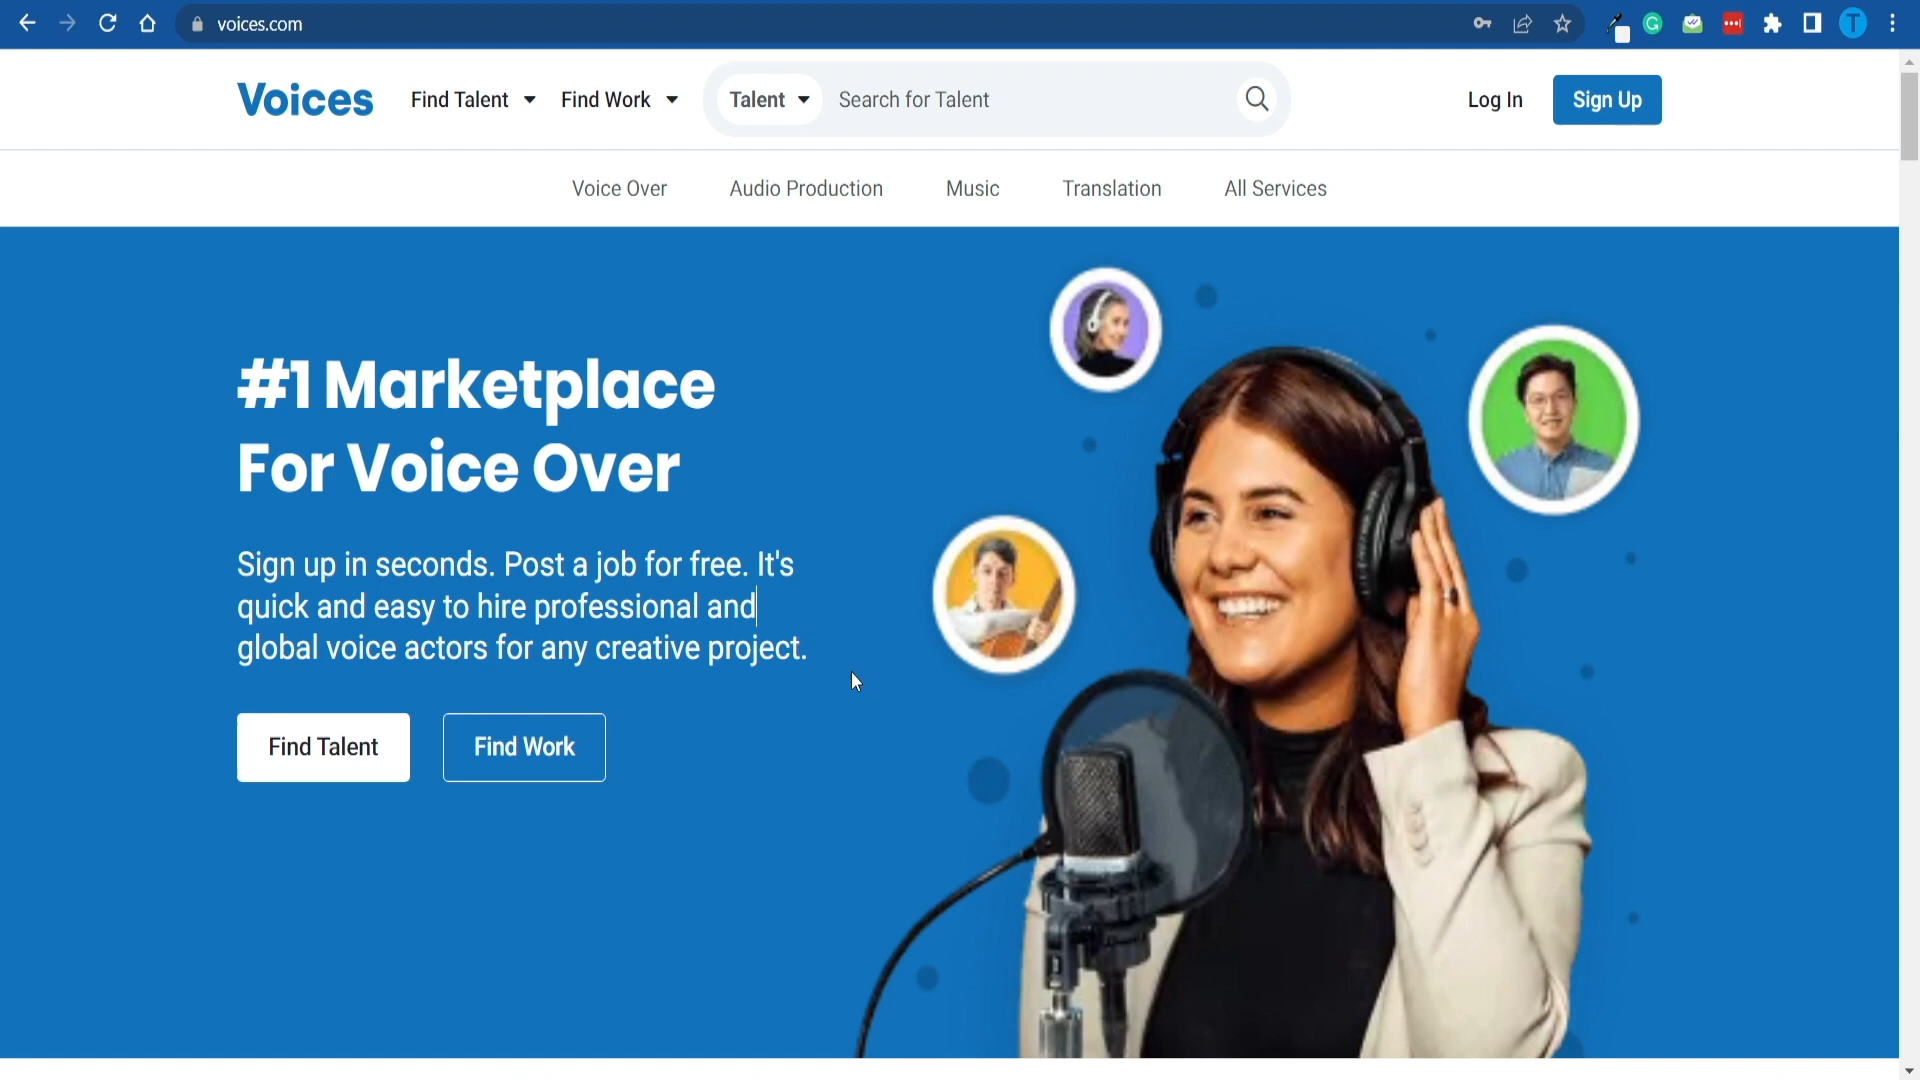 voices.com
T
Voices
Find Talent
Find Work
Talent
Search for Talent
Log In
Sign Up
Voice Over
Audio Production
Music
Translation
All Services
#1 Marketplace
For Voice Over
Sign up in seconds. Post a job for free. It's
quick and easy to hire professional and
global voice actors for any creative project.
Find Talent
Find Work